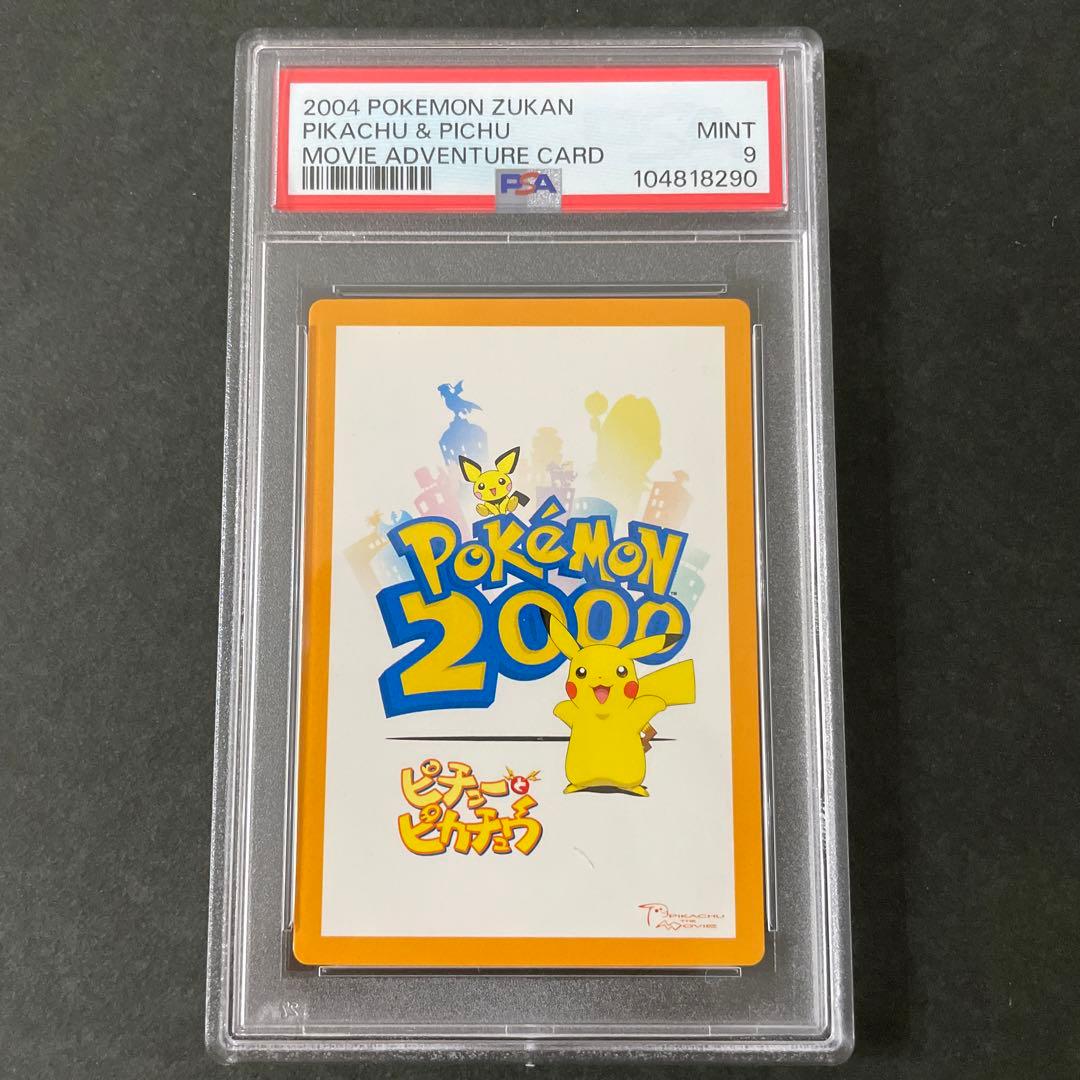 2004 POKEMON ZUKAN
PIKACHU & PICHU MINT
MOVIE ADVENTURE CARD 9
PSA 104818290
POKéMON
2000
TM
ピチューと
ピカチュウ
PIKACHU
THE
MOVIE